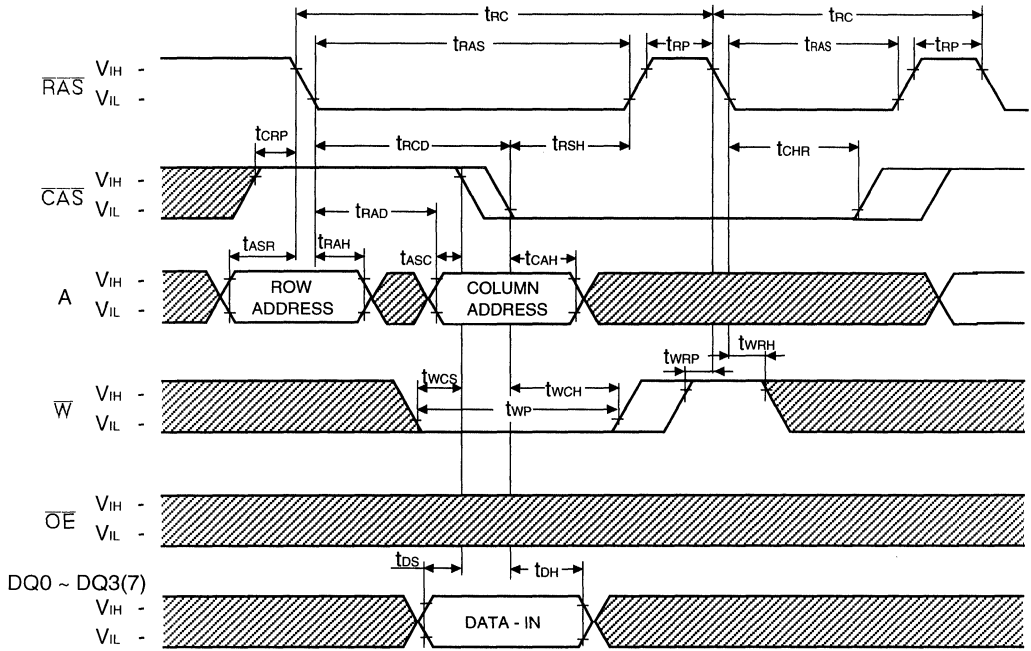 tRC tRC
tRAS tRP tRAS tRP
RAS VIH -
VIL -
tCRP tRCD tRSH tCHR
CAS VIH -
VIL -
tRAD
tASR tRAH tASC tCAH
A VIH -
VIL -
ROW ADDRESS
COLUMN ADDRESS
tWRP tWRH
tWCS tWCH
W VIH -
VIL -
tWP
OE VIH -
VIL -
tDS tDH
DQ0 ~ DQ3(7)
VIH -
VIL -
DATA - IN